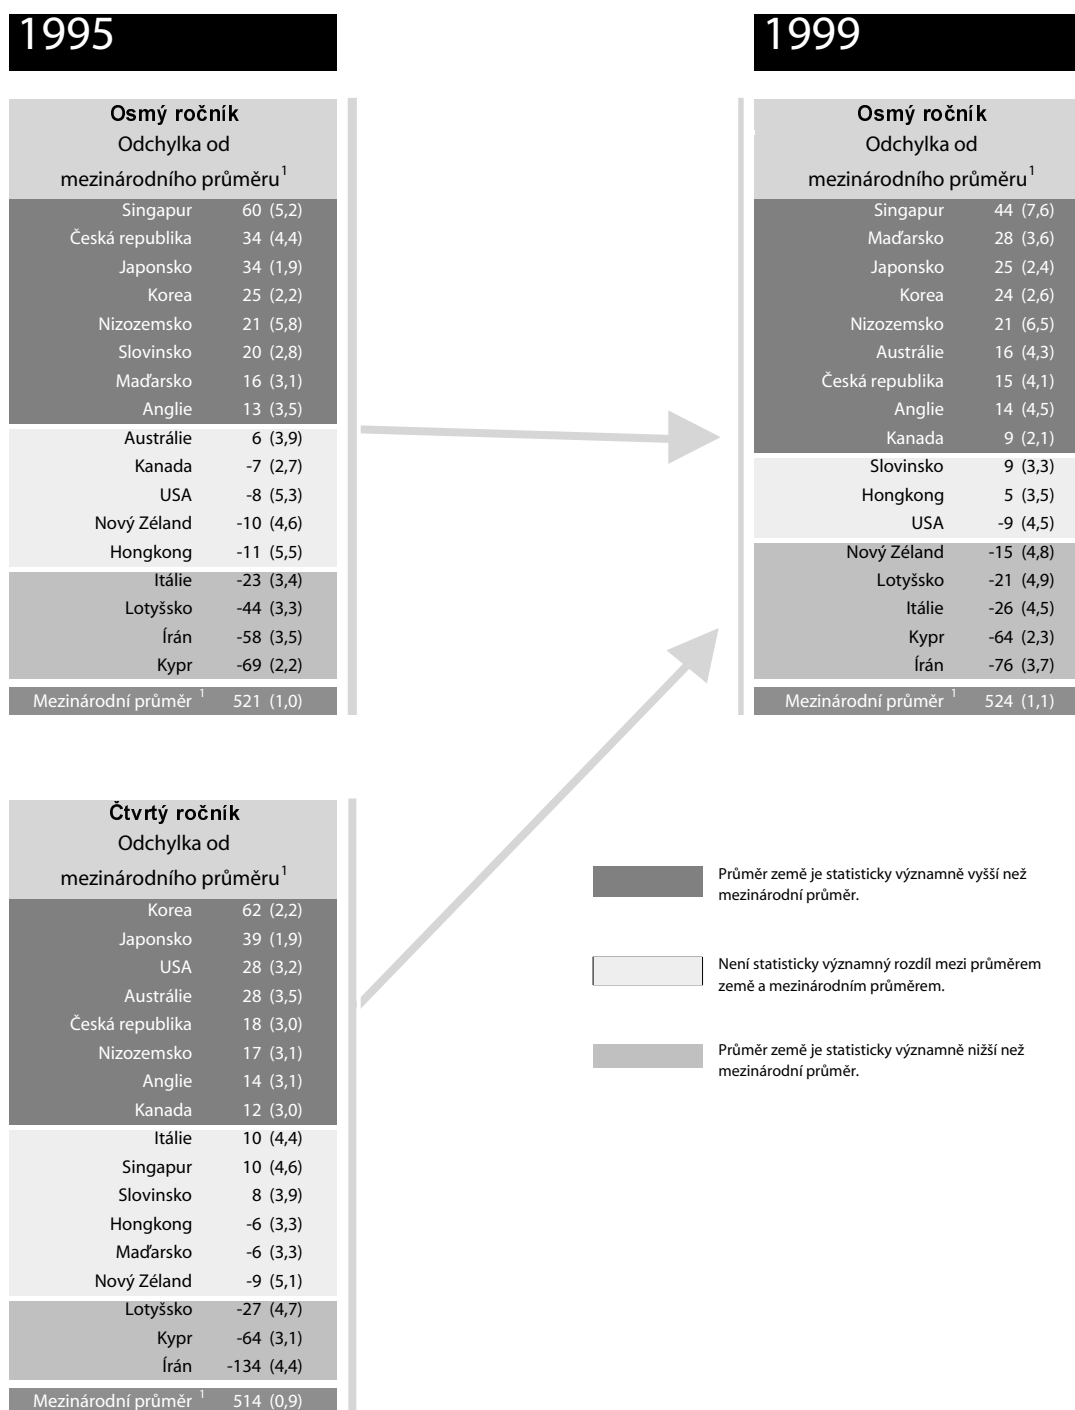 1995
Osmý ročník
Odchylka od
mezinárodního průměru1
Singapur 60 (5,2)
Česká republika 34 (4,4)
Japonsko 34 (1,9)
Korea 25 (2,2)
Nizozemsko 21 (5,8)
Slovinsko 20 (2,8)
Maďarsko 16 (3,1)
Anglie 13 (3,5)
Austrálie 6 (3,9)
Kanada -7 (2,7)
USA -8 (5,3)
Nový Zéland -10 (4,6)
Hongkong -11 (5,5)
Itálie -23 (3,4)
Lotyšsko -44 (3,3)
Írán -58 (3,5)
Kypr -69 (2,2)
Mezinárodní průměr 1 521 (1,0)
1999
Osmý ročník
Odchylka od
mezinárodního průměru1
Singapur 44 (7,6)
Maďarsko 28 (3,6)
Japonsko 25 (2,4)
Korea 24 (2,6)
Nizozemsko 21 (6,5)
Austrálie 16 (4,3)
Česká republika 15 (4,1)
Anglie 14 (4,5)
Kanada 9 (2,1)
Slovinsko 9 (3,3)
Hongkong 5 (3,5)
USA -9 (4,5)
Nový Zéland -15 (4,8)
Lotyšsko -21 (4,9)
Itálie -26 (4,5)
Kypr -64 (2,3)
Írán -76 (3,7)
Mezinárodní průměr 1 524 (1,1)
Čtvrtý ročník
Odchylka od
mezinárodního průměru1
Korea 62 (2,2)
Japonsko 39 (1,9)
USA 28 (3,2)
Austrálie 28 (3,5)
Česká republika 18 (3,0)
Nizozemsko 17 (3,1)
Anglie 14 (3,1)
Kanada 12 (3,0)
Itálie 10 (4,4)
Singapur 10 (4,6)
Slovinsko 8 (3,9)
Hongkong -6 (3,3)
Maďarsko -6 (3,3)
Nový Zéland -9 (5,1)
Lotyšsko -27 (4,7)
Kypr -64 (3,1)
Írán -134 (4,4)
Mezinárodní průměr 1 514 (0,9)
Průměr země je statisticky významně vyšší než
mezinárodní průměr.
Není statisticky významný rozdíl mezi průměrem
země a mezinárodním průměrem.
Průměr země je statisticky významně nižší než
mezinárodní průměr.